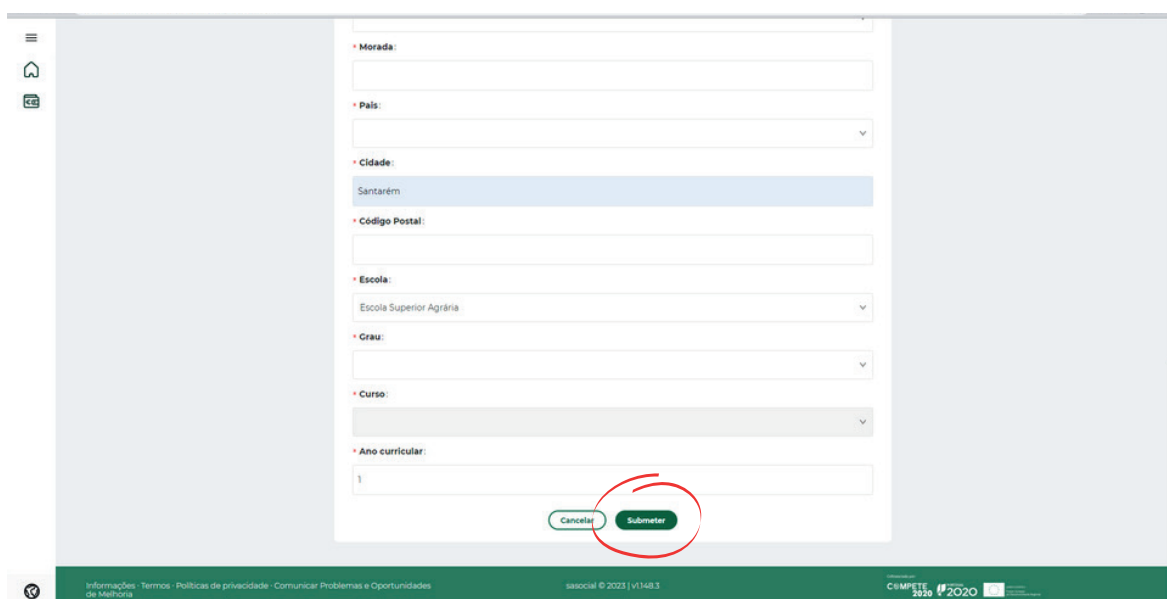 * Morada:
* País:
* Cidade:
Santarém
* Código Postal:
* Escola:
Escola Superior Agrária
* Grau:
* Curso:
* Ano curricular:
1
Cancelar
Submeter
Informações · Termos · Políticas de privacidade · Comunicar Problemas e Oportunidades
de Melhoria
sasocial © 2023 | v1.148.3
COMPETE
2020
2020